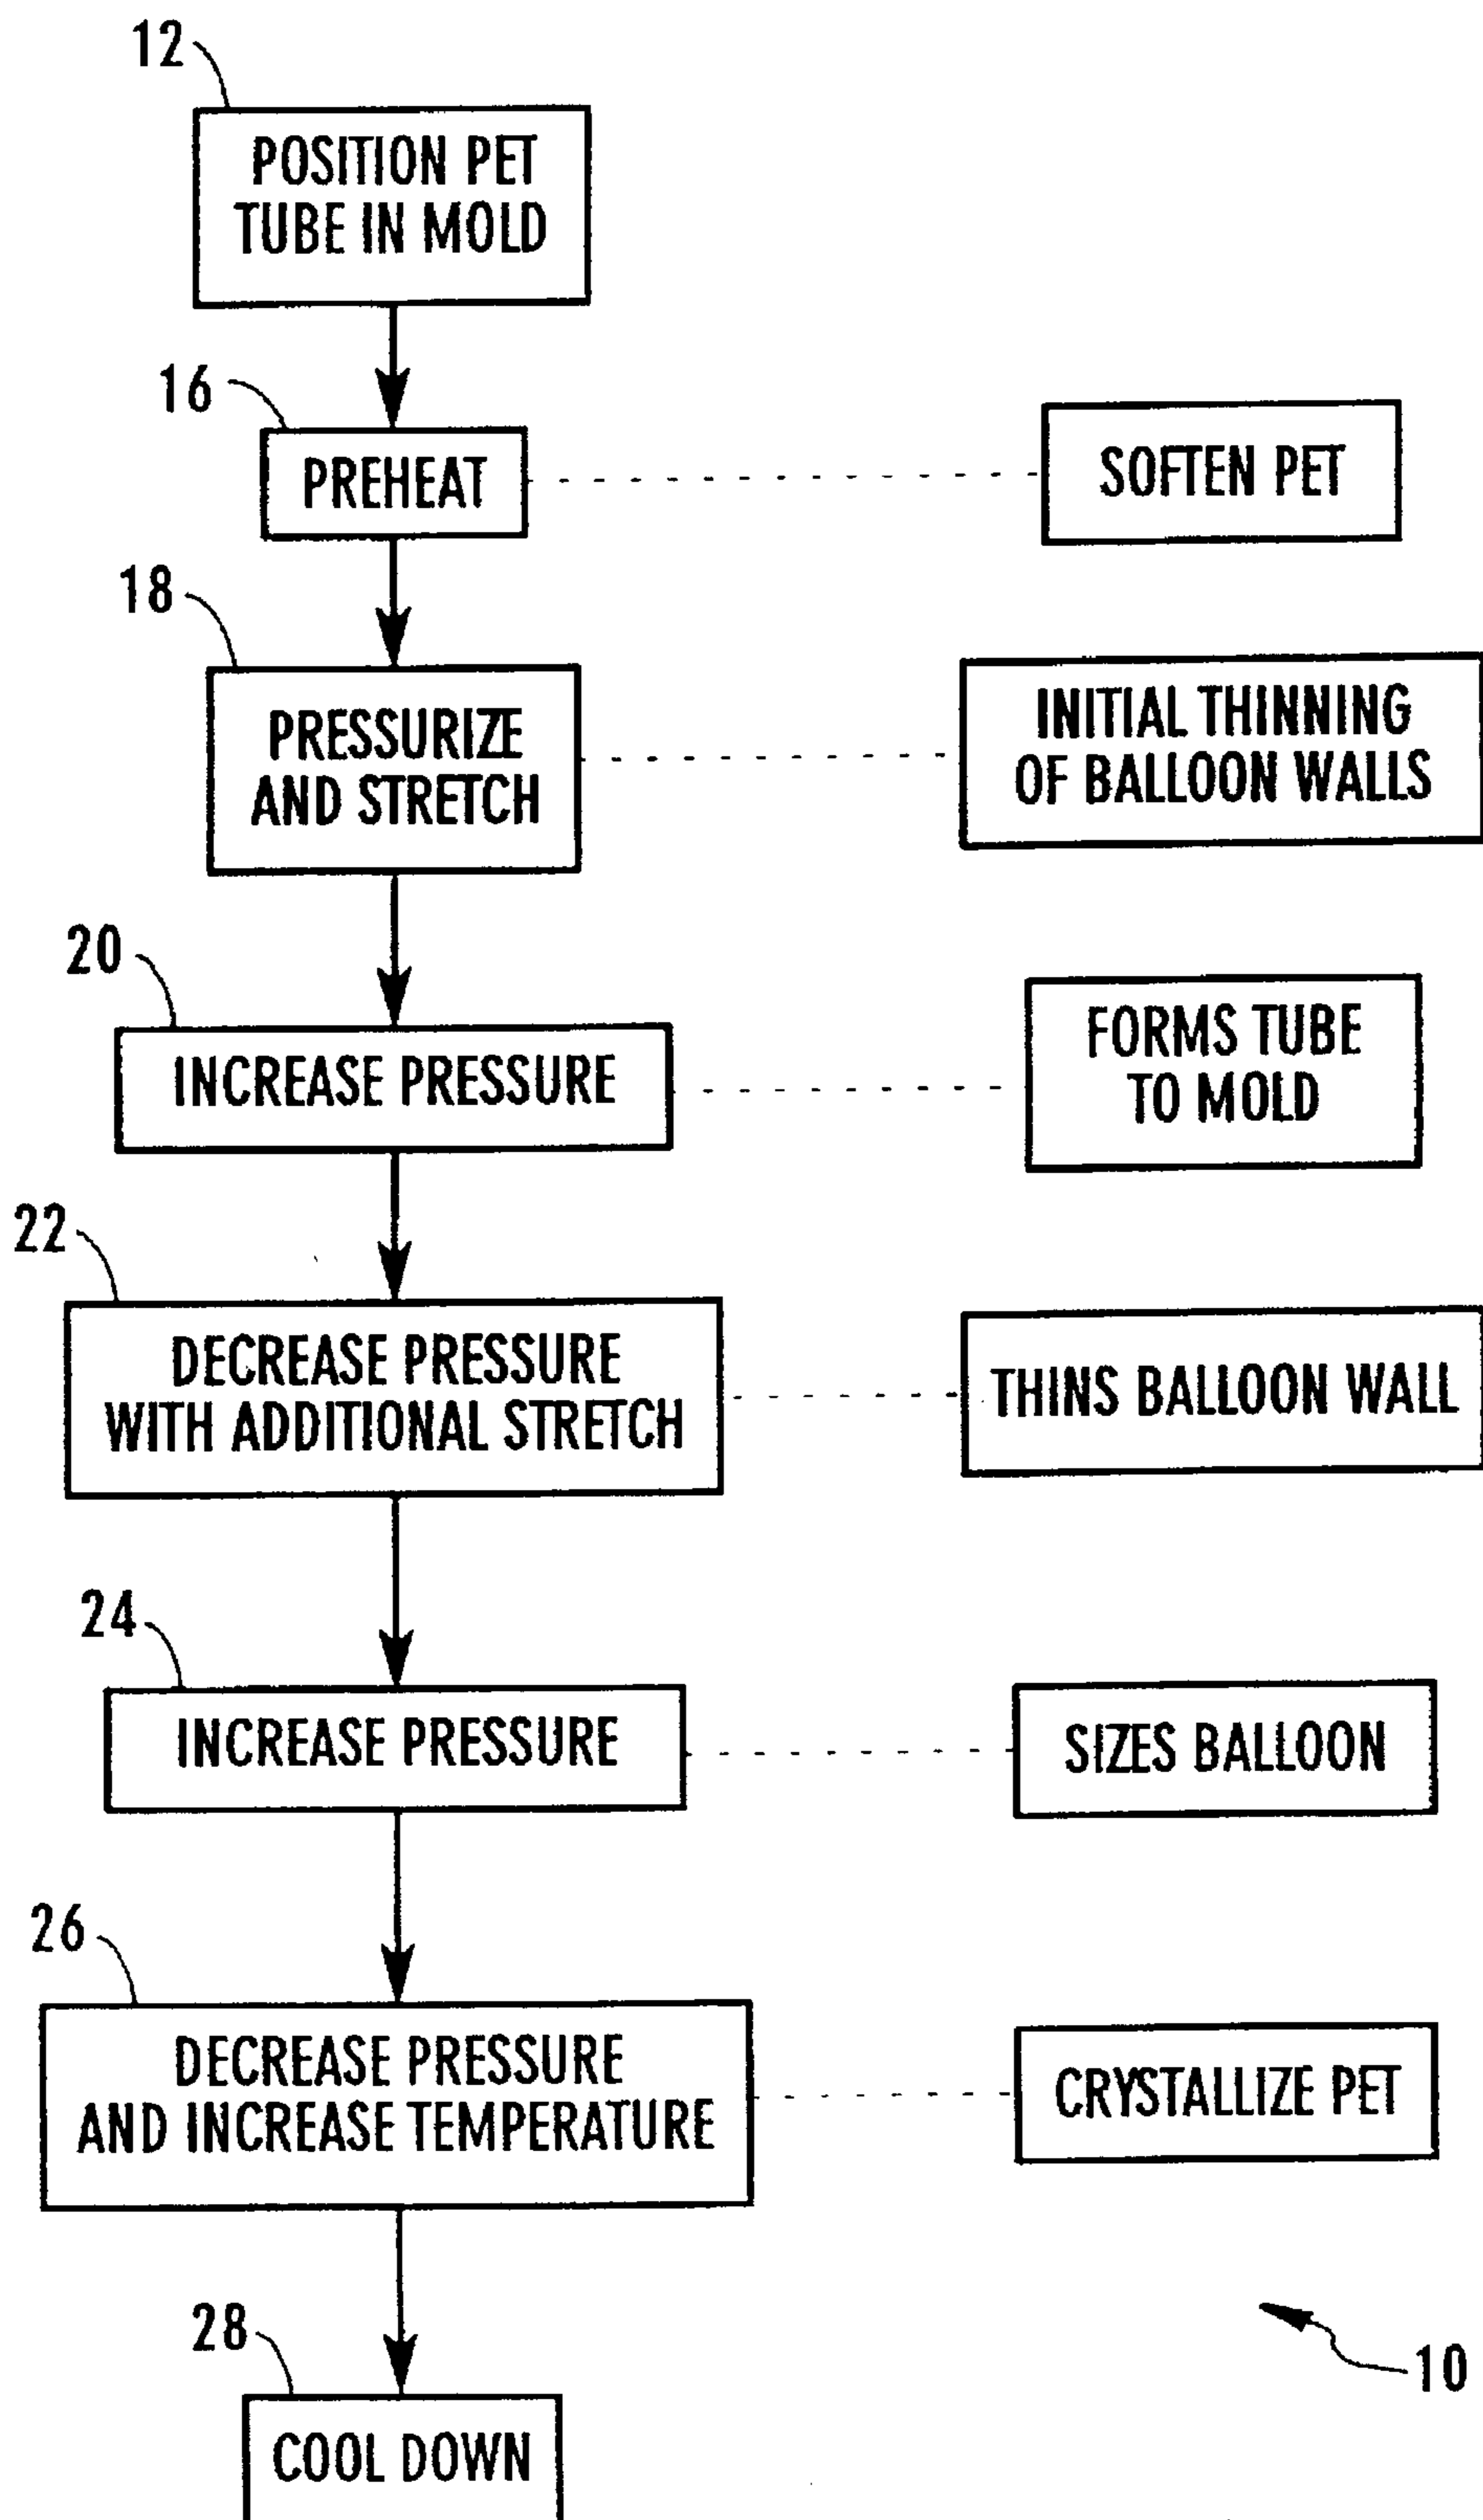 12
POSITION PET
TUBE IN MOLD
16
PREHEAT
SOFTEN PET
18
PRESSURIZE
AND STRETCH
INITIAL THINNING
OF BALLOON WALLS
20
INCREASE PRESSURE
FORMS TUBE
TO MOLD
22
DECREASE PRESSURE
WITH ADDITIONAL STRETCH
THINS BALLOON WALL
24
INCREASE PRESSURE
SIZES BALLOON
26
DECREASE PRESSURE
AND INCREASE TEMPERATURE
CRYSTALLIZE PET
28
COOL DOWN
10